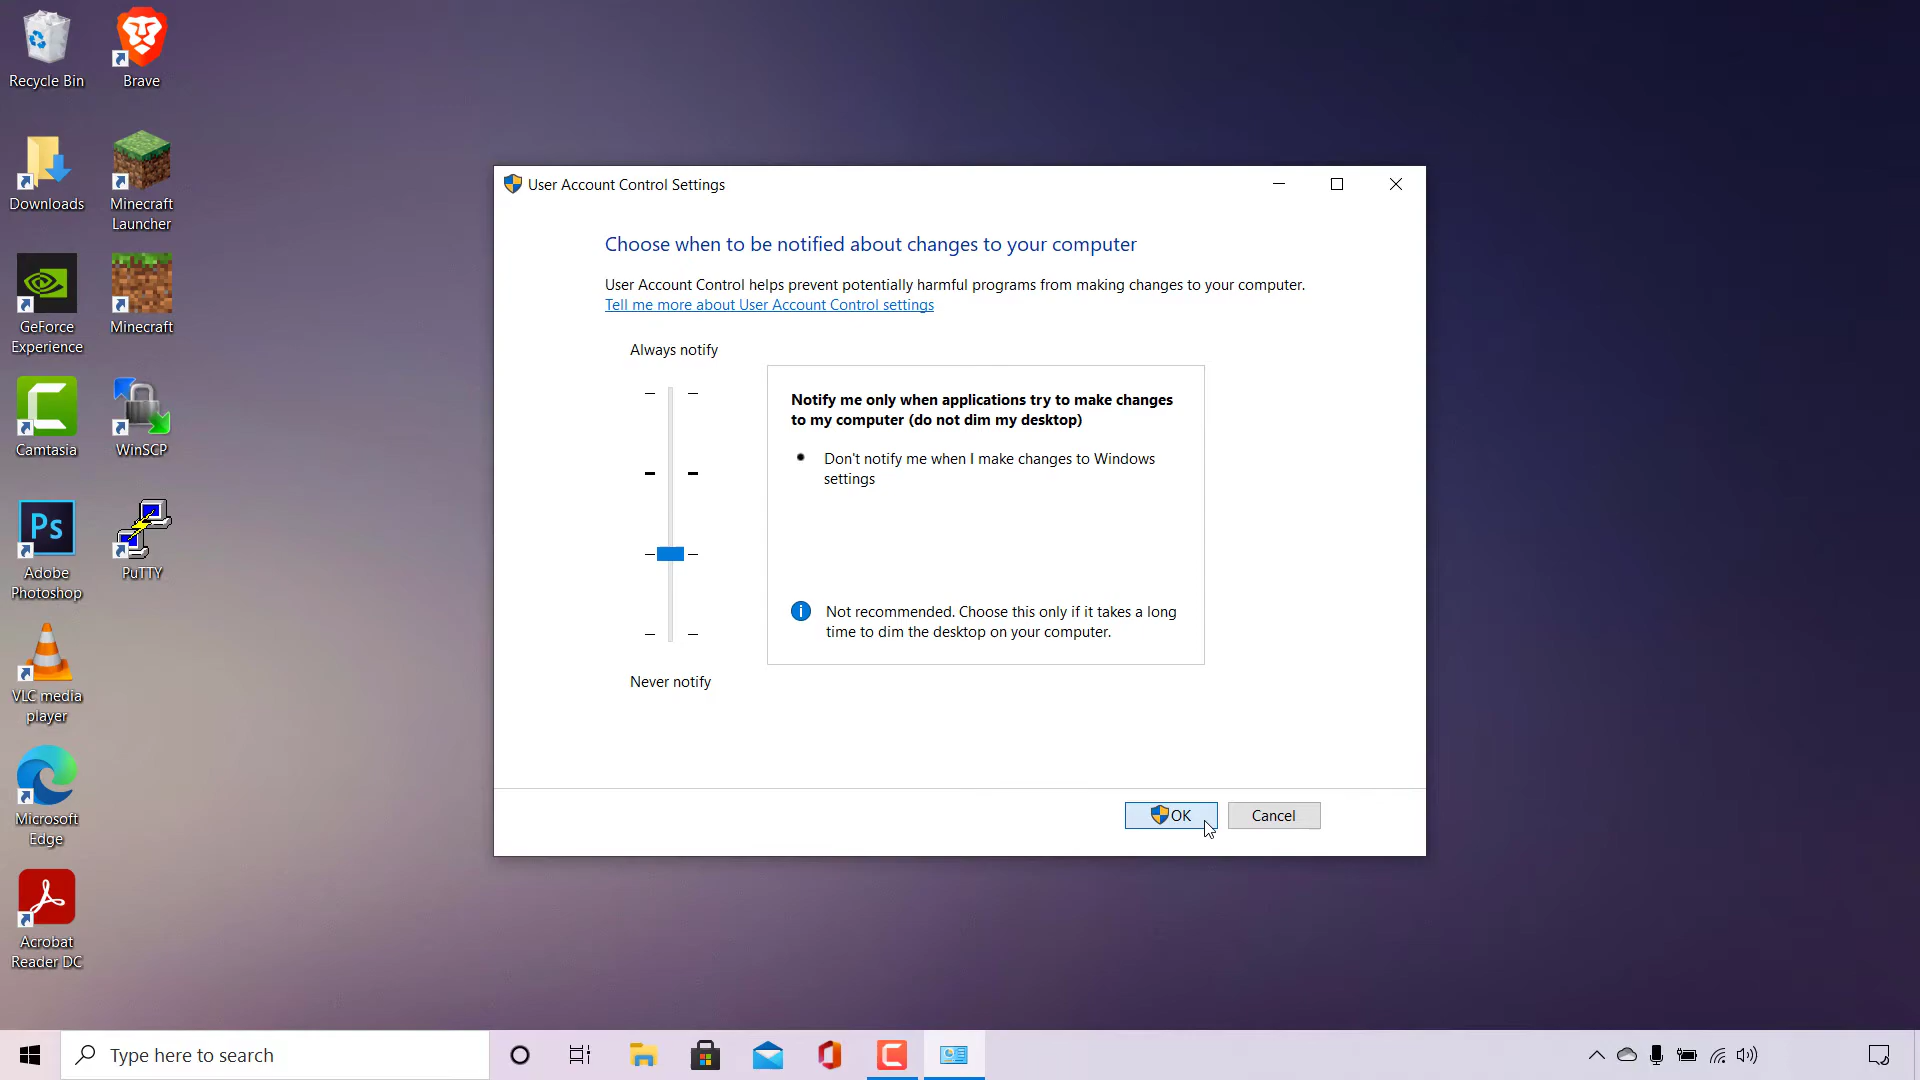 Recycle Bin
Brave
Downloads
Minecraft
Launcher
GeForce
Experience
Minecraft
Camtasia
WinSCP
Ps
Adobe
Photoshop
PuTTY
VLC media
player
Microsoft
Edge
Acrobat
Reader DC
User Account Control Settings
Choose when to be notified about changes to your computer
User Account Control helps prevent potentially harmful programs from making changes to your computer.
Tell me more about User Account Control settings
Always notify
Notify me only when applications try to make changes
to my computer (do not dim my desktop)
Don't notify me when I make changes to Windows
settings
Not recommended. Choose this only if it takes a long
time to dim the desktop on your computer.
Never notify
OK
Cancel
Type here to search